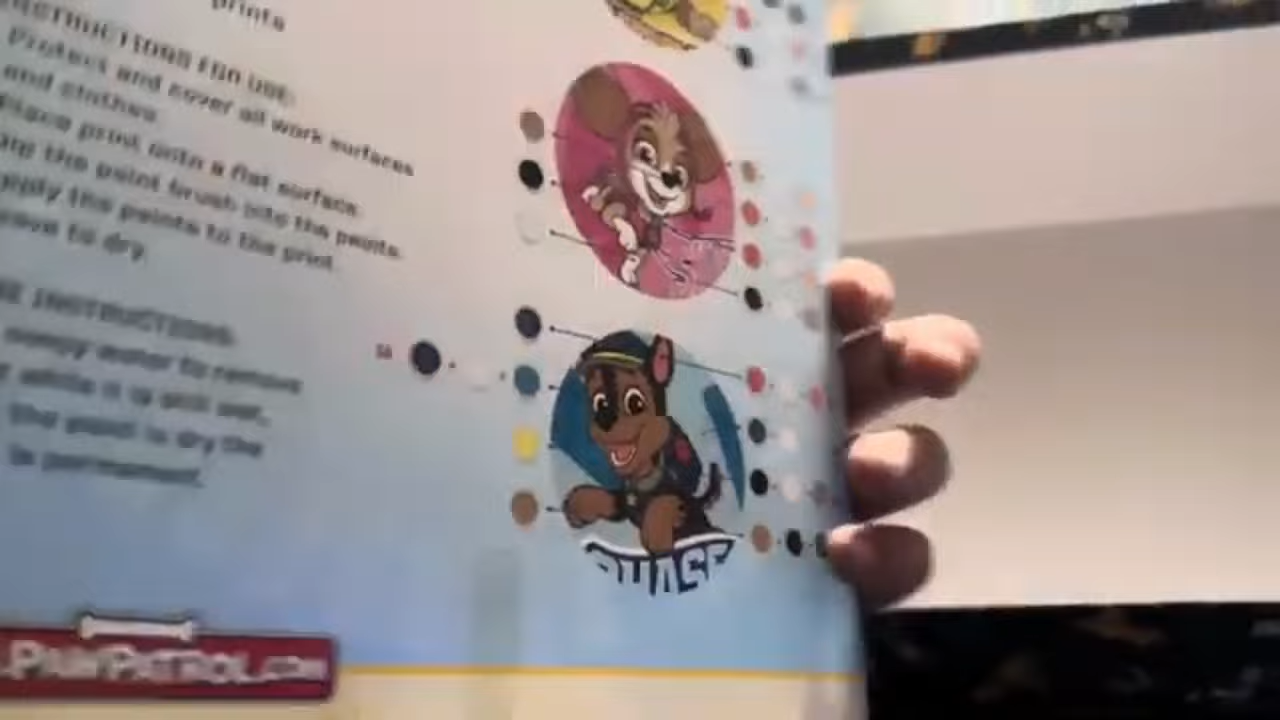 prints
INSTRUCTIONS FOR USE:
Protect and cover all work surfaces
and clothes.
Place print onto a flat surface.
the paint brush into the paints.
the paints to the print.
to dry.
INSTRUCTIONS:
water to remove
while it is still wet,
the paint is dry the
is permanent.
CHASE
PAWPATROL.COM